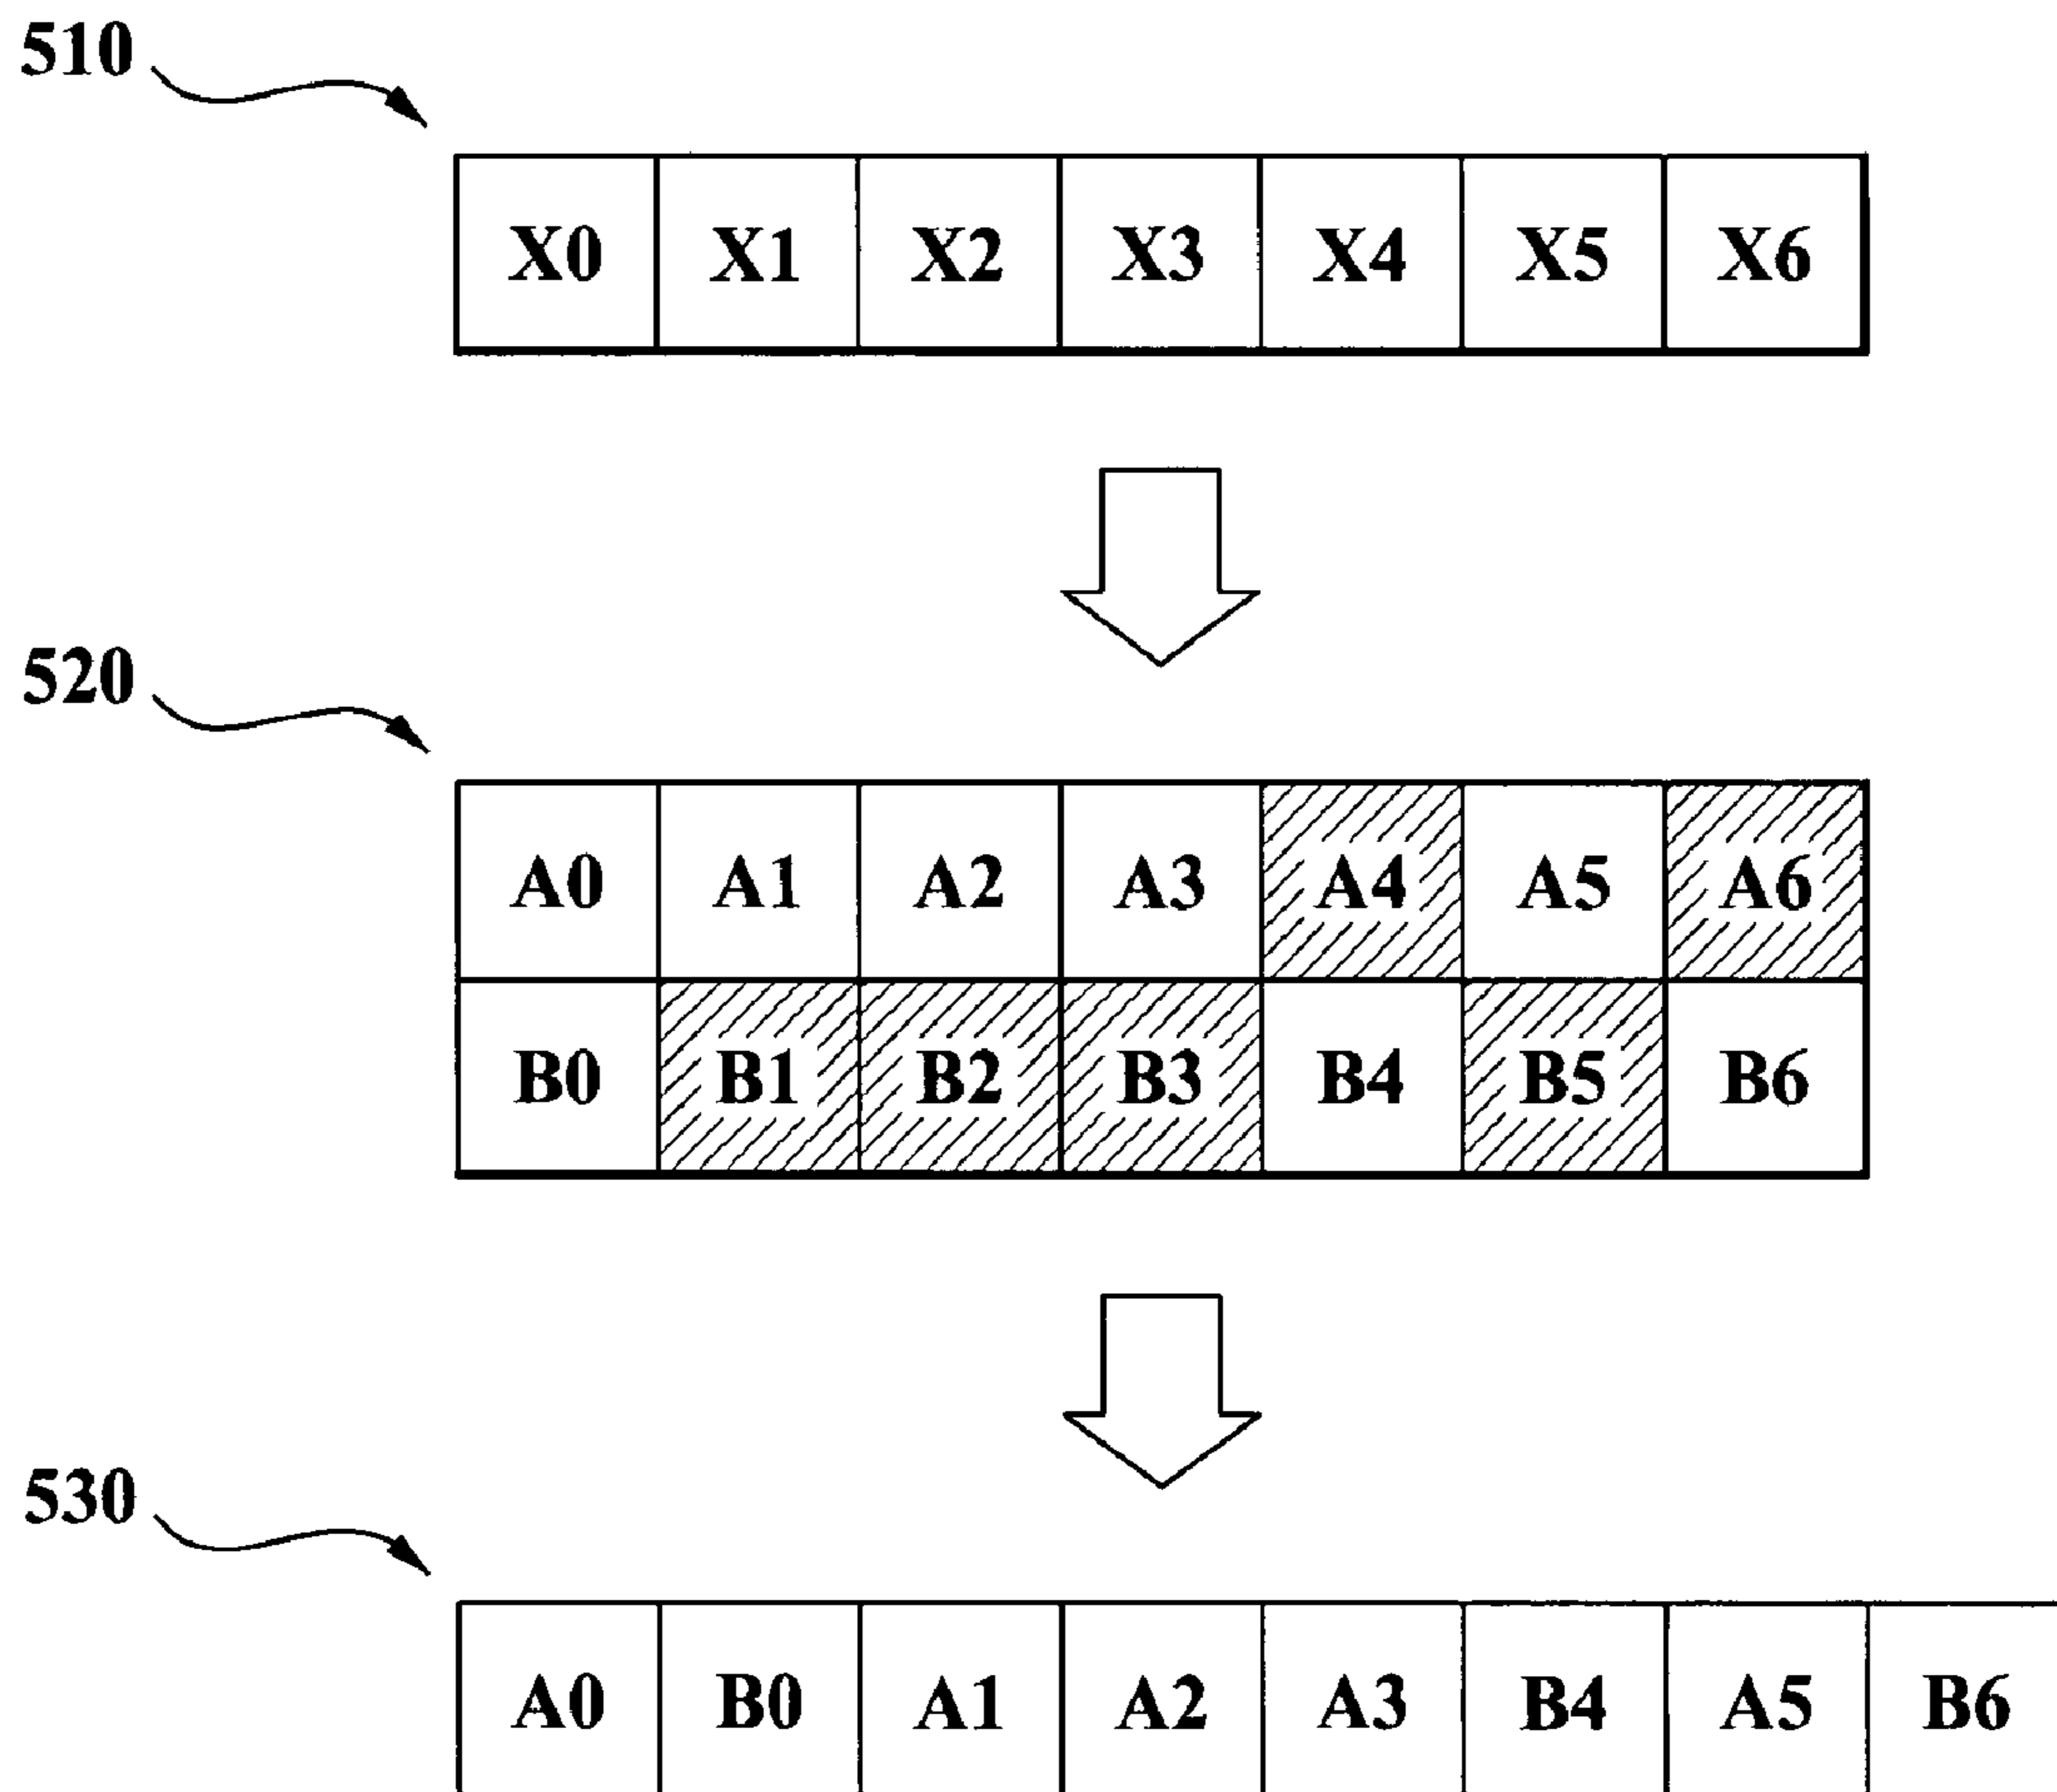 510
X0 X1 X2 X3 X4 X5 X6
520
A0 A1 A2 A3 A4 A5 A6
B0 B1 B2 B3 B4 B5 B6
530
A0 B0 A1 A2 A3 B4 A5 B6